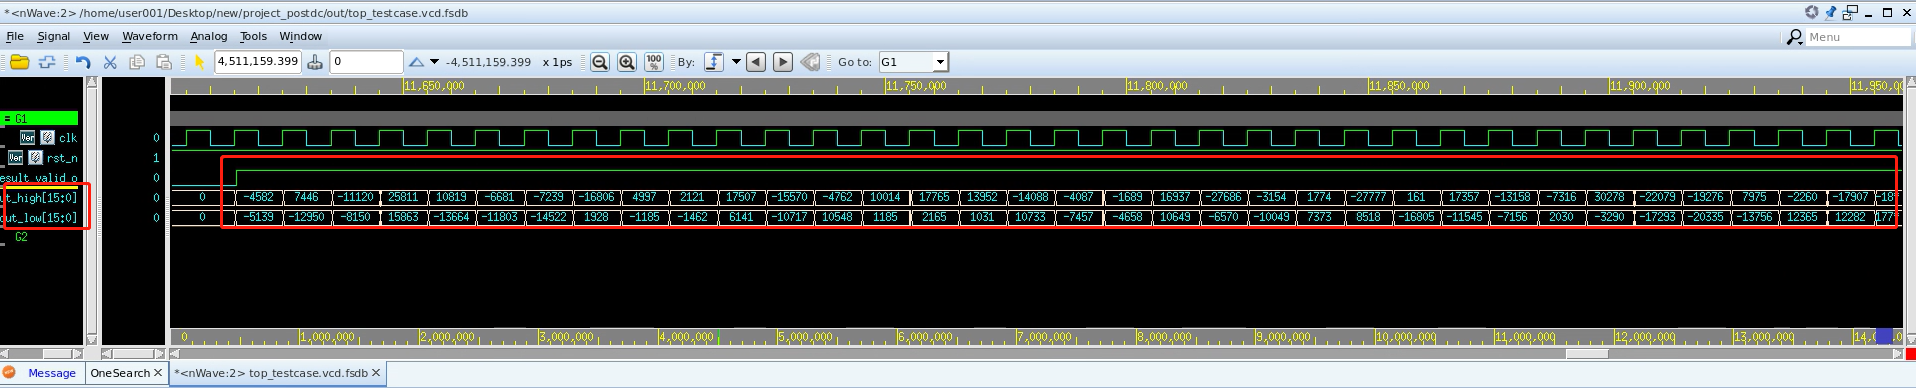 *<nWave:2> /home/user001/Desktop/new/project_postdc/out/top_testcase.vcd.fsdb
File Signal View Waveform Analog Tools Window
Menu
4,511,159.399 0 -4,511,159.399 x 1ps 100% By: Go to: G1
11,650,000 11,700,000 11,750,000 11,800,000 11,850,000 11,900,000 11,950,0
= G1
Var clk 0
Var rst_n 1
esult_valid_o 0
ut_high[15:0] 0 0 -4582 7446 -11120 25811 10819 -6681 -7239 -16806 4997 2121 17507 -15570 -4762 10014 17765 13952 -14088 -4087 -1689 16937 -27686 -3154 1774 -27777 161 17357 -13158 -7316 30278 -22079 -19276 7975 -2260 -17907 -18*
out_low[15:0] 0 0 -5139 -12950 -8150 15863 -13664 -11803 -14522 1928 -1185 -1462 6141 -10717 10548 1185 2165 1031 10733 -7457 -4658 10649 -6570 -10049 7373 8518 -16805 -11545 -7156 2030 -3290 -17293 -20335 -13756 12365 12282 177*
G2
0 1,000,000 2,000,000 3,000,000 4,000,000 5,000,000 6,000,000 7,000,000 8,000,000 9,000,000 10,000,000 11,000,000 12,000,000 13,000,000
Message OneSearch *<nWave:2> top_testcase.vcd.fsdb